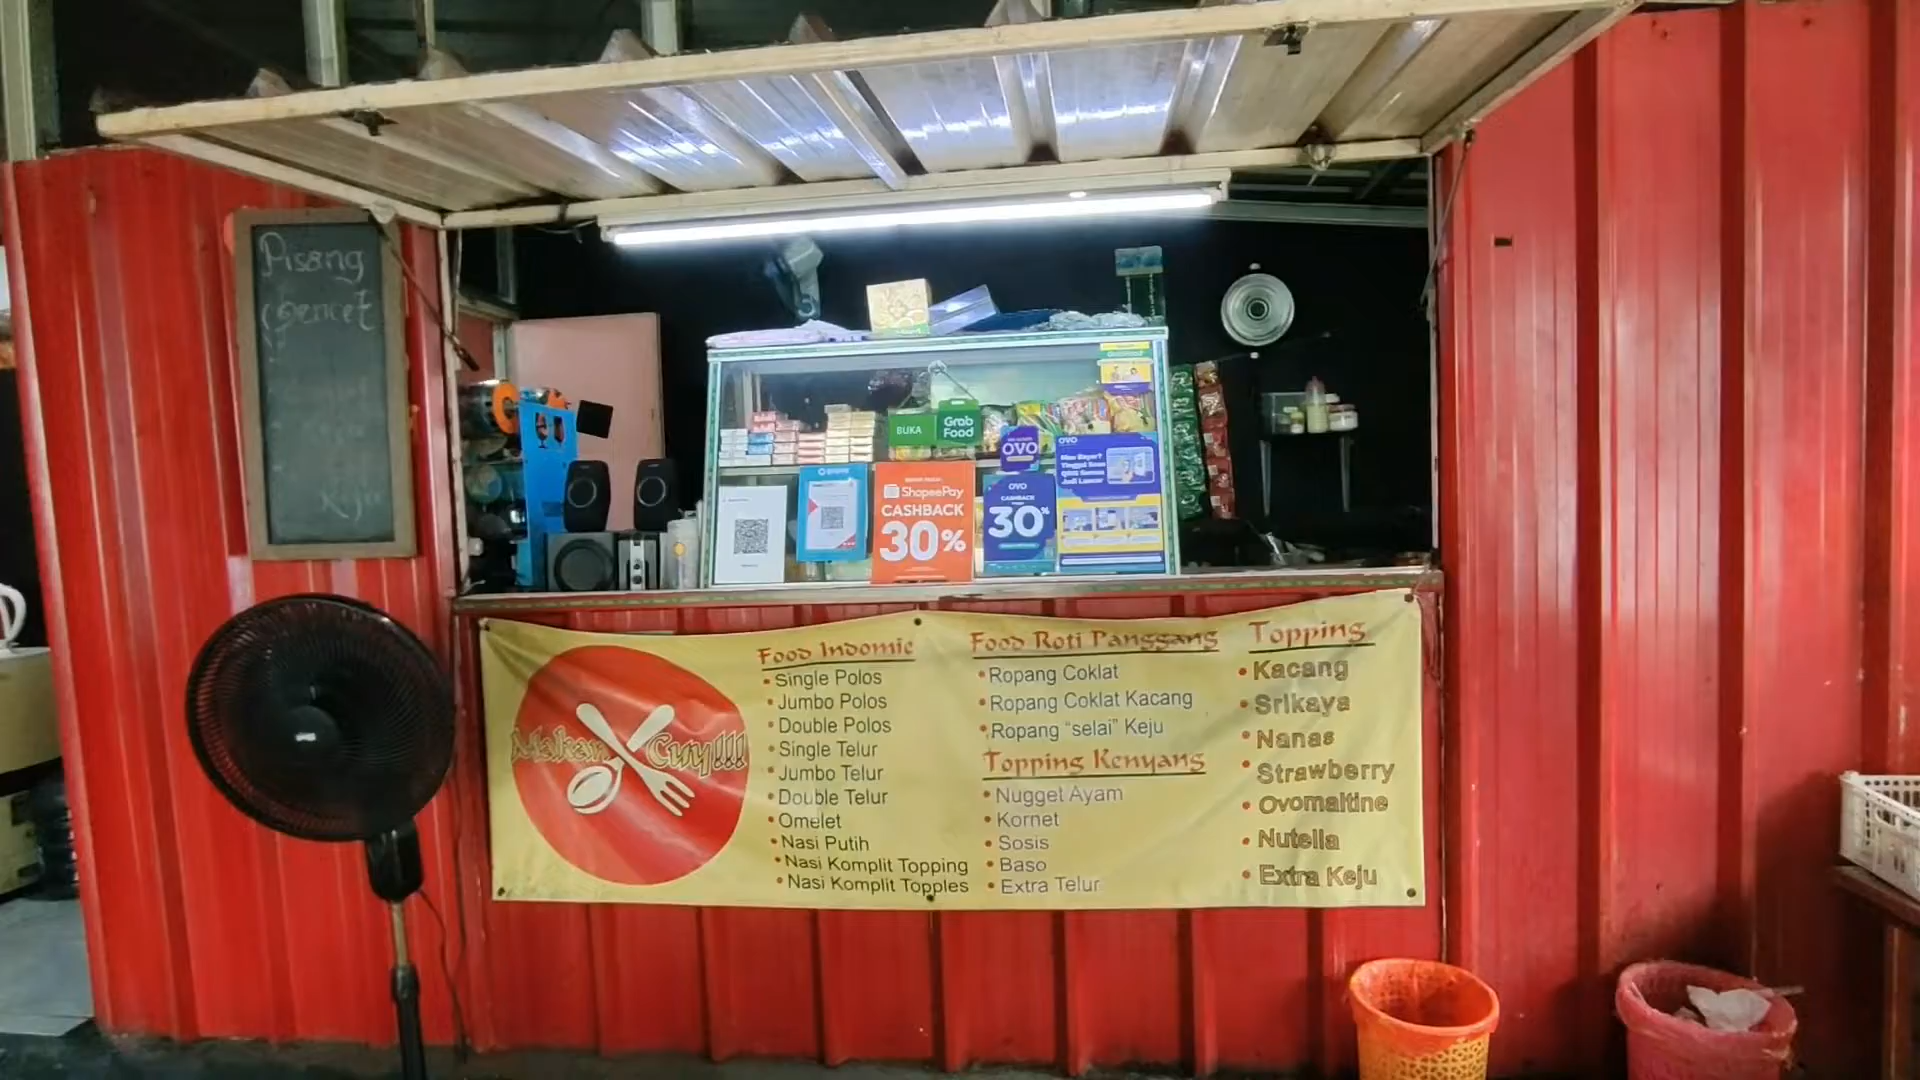 Pisang
Gencet
Keju
BUKA
Grab
Food
OVO
OVO
ShopeePay
CASHBACK
30%
OVO
CASHBACK
30%
Makan Cuy!!!
Food Indomie
Single Polos
Jumbo Polos
Double Polos
Single Telur
Jumbo Telur
Double Telur
Omelet
Nasi Putih
Nasi Komplit Topping
Nasi Komplit Topples
Food Roti Panggang
Ropang Coklat
Ropang Coklat Kacang
Ropang “selai” Keju
Topping Kenyang
Nugget Ayam
Kornet
Sosis
Baso
Extra Telur
Topping
Kacang
Srikaya
Nanas
Strawberry
Ovomaltine
Nutella
Extra Keju